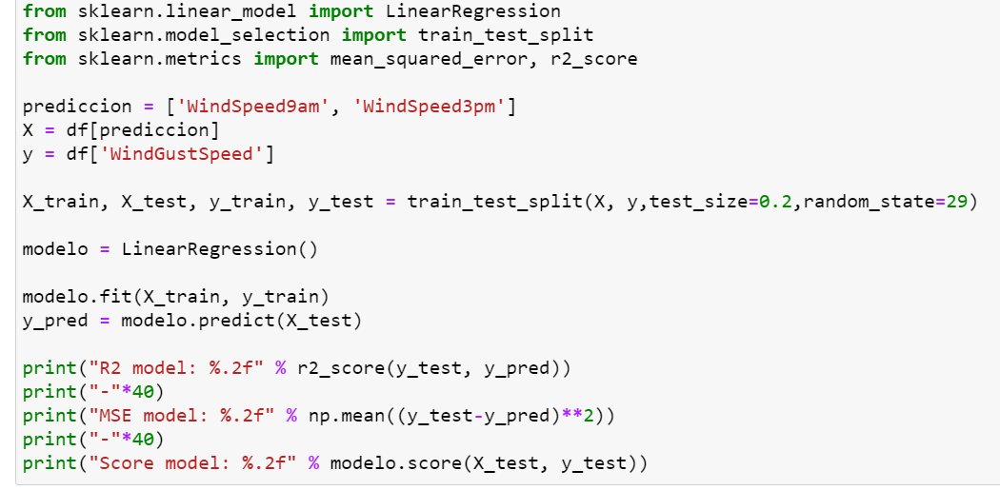 from sklearn.linear_model import LinearRegression
from sklearn.model_selection import train_test_split
from sklearn.metrics import mean_squared_error, r2_score
prediccion = ['WindSpeed9am', 'WindSpeed3pm']
X = df[prediccion]
y = df['WindGustSpeed']
X_train, X_test, y_train, y_test = train_test_split(X, y,test_size=0.2,random_state=29)
modelo = LinearRegression()
modelo.fit(X_train, y_train)
y_pred = modelo.predict(X_test)
print("R2 model: %.2f" % r2_score(y_test, y_pred))
print("-"*40)
print("MSE model: %.2f" % np.mean((y_test-y_pred)**2))
print("-"*40)
print("Score model: %.2f" % modelo.score(X_test, y_test))